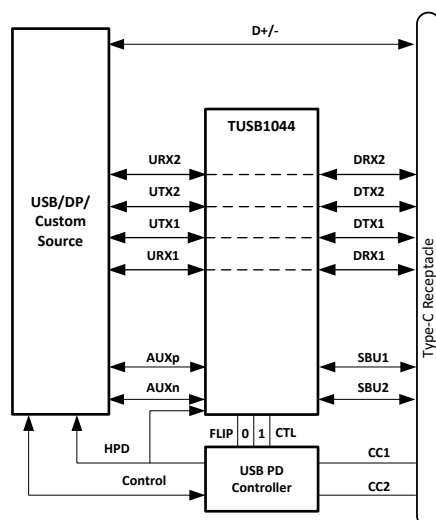 D+/-
TUSB1044
URX2
DRX2
UTX2
DTX2
USB/DP/
Custom
Source
UTX1
DTX1
URX1
DRX1
Type-C Receptacle
AUXp
SBU1
AUXn
SBU2
FLIP 0 1 CTL
HPD
CC1
USB PD
Controller
Control
CC2